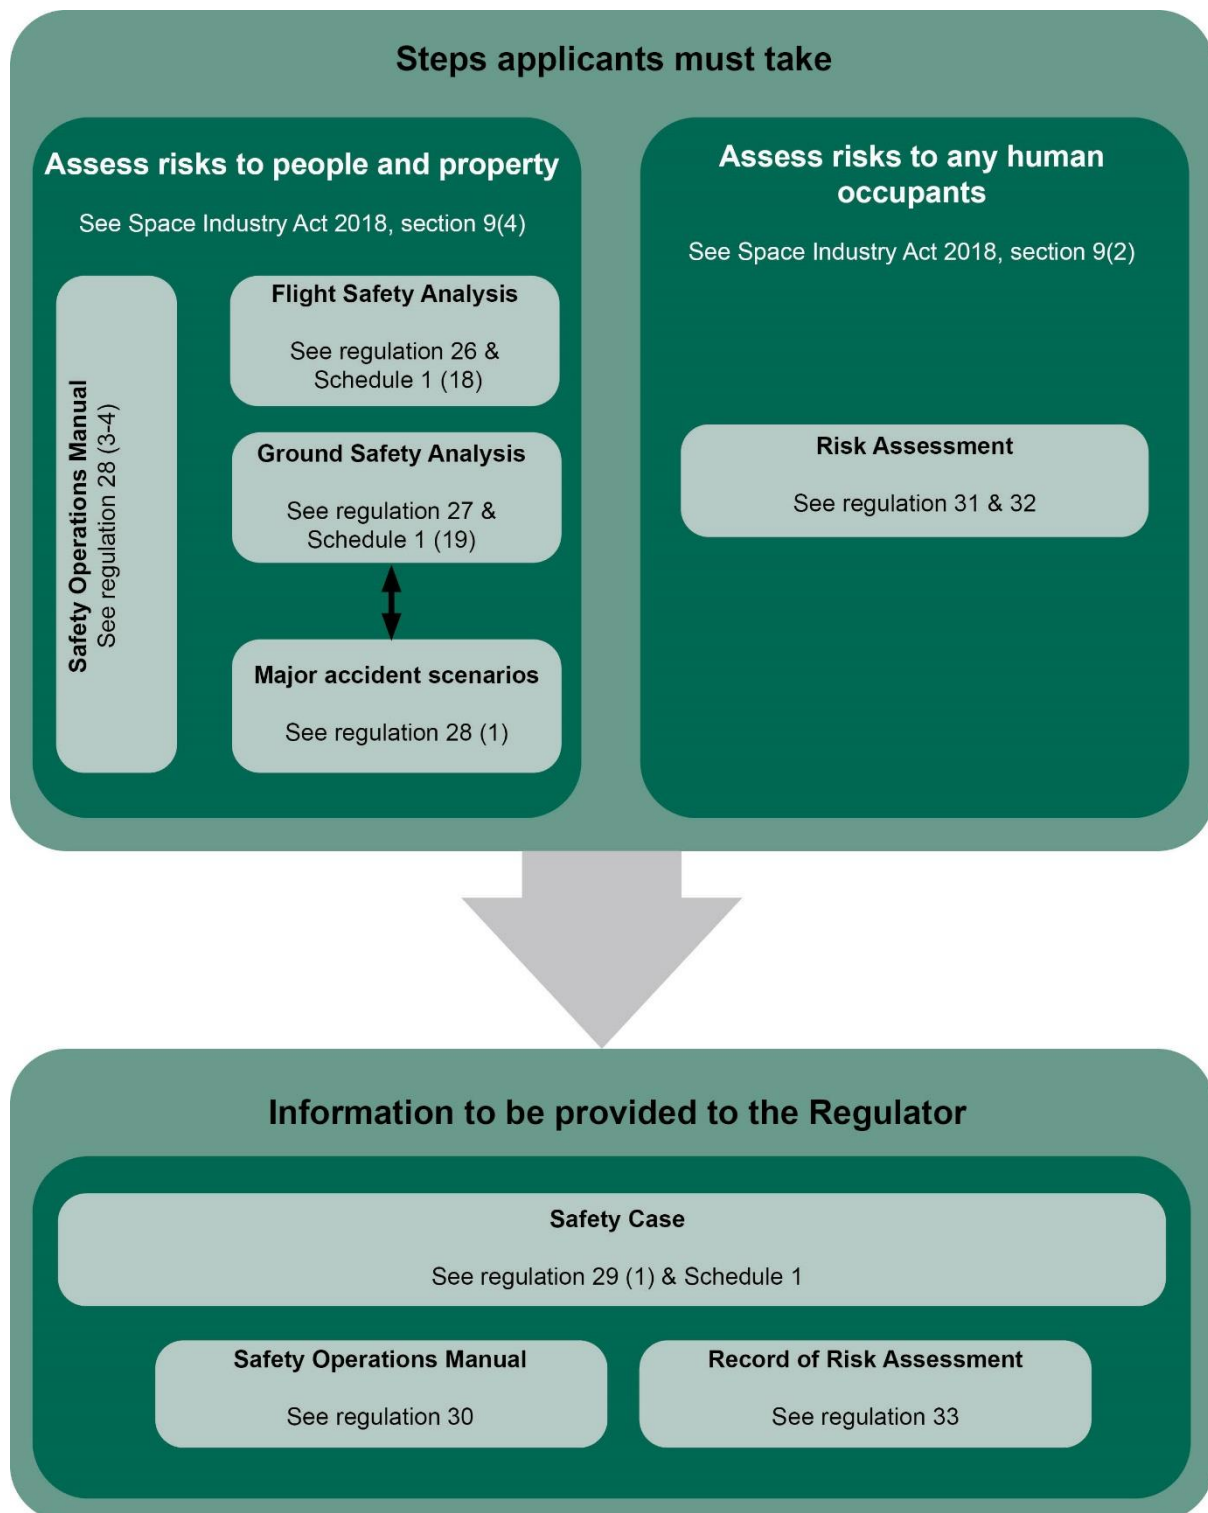 Steps applicants must take
Assess risks to people and property
See Space Industry Act 2018, section 9(4)
Safety Operations Manual
See regulation 28 (3-4)
Flight Safety Analysis
See regulation 26 &
Schedule 1 (18)
Ground Safety Analysis
See regulation 27 &
Schedule 1 (19)
Major accident scenarios
See regulation 28 (1)
Assess risks to any human
occupants
See Space Industry Act 2018, section 9(2)
Risk Assessment
See regulation 31 & 32
Information to be provided to the Regulator
Safety Case
See regulation 29 (1) & Schedule 1
Safety Operations Manual
See regulation 30
Record of Risk Assessment
See regulation 33